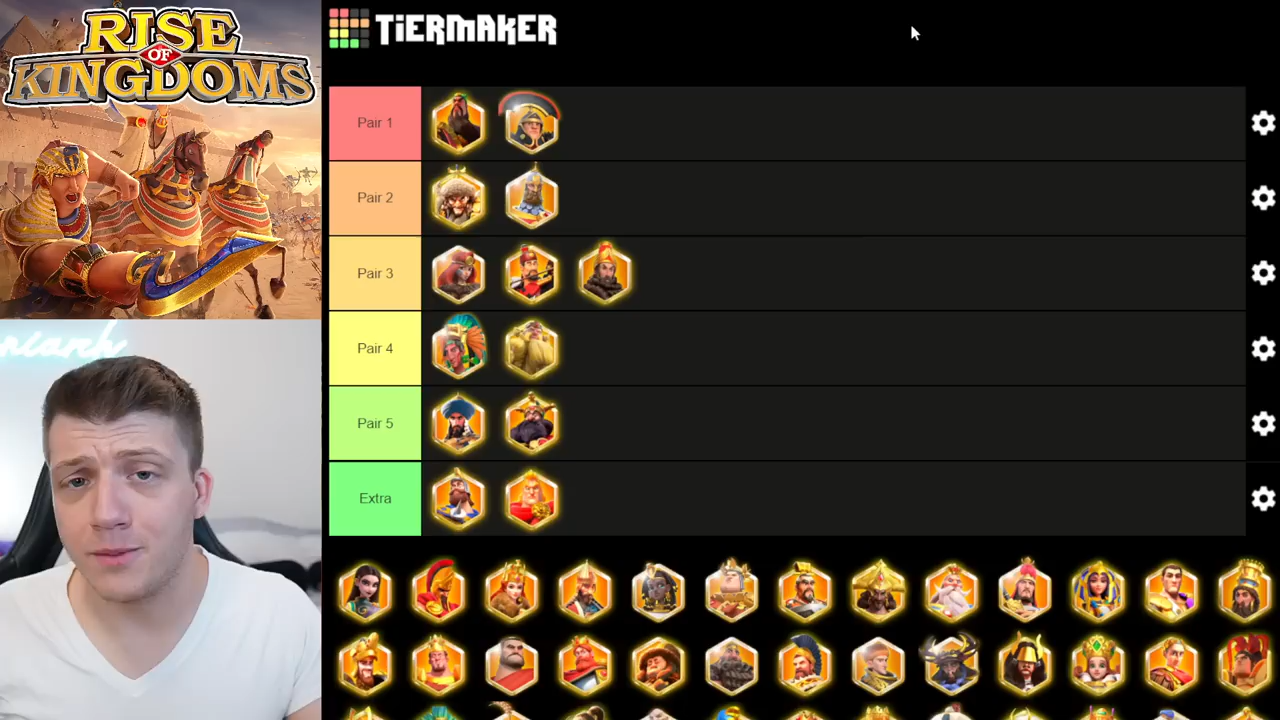 RISE
OF
KINGDOMS
TIERMAKER
Pair 1
Pair 2
Pair 3
Pair 4
Pair 5
Extra